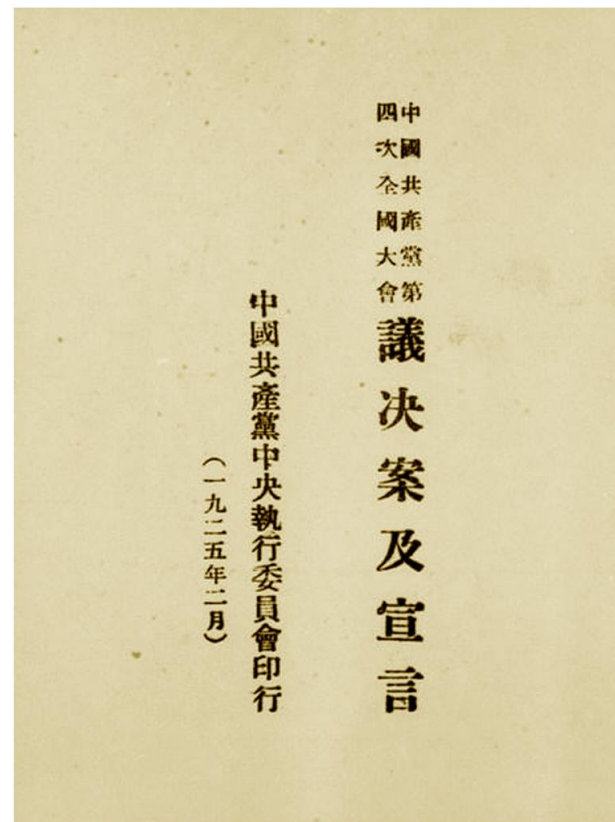 中國共產黨第
四次全國大會
議决案及宣言
中國共產黨中央執行委員會印行
（一九二五年二月）